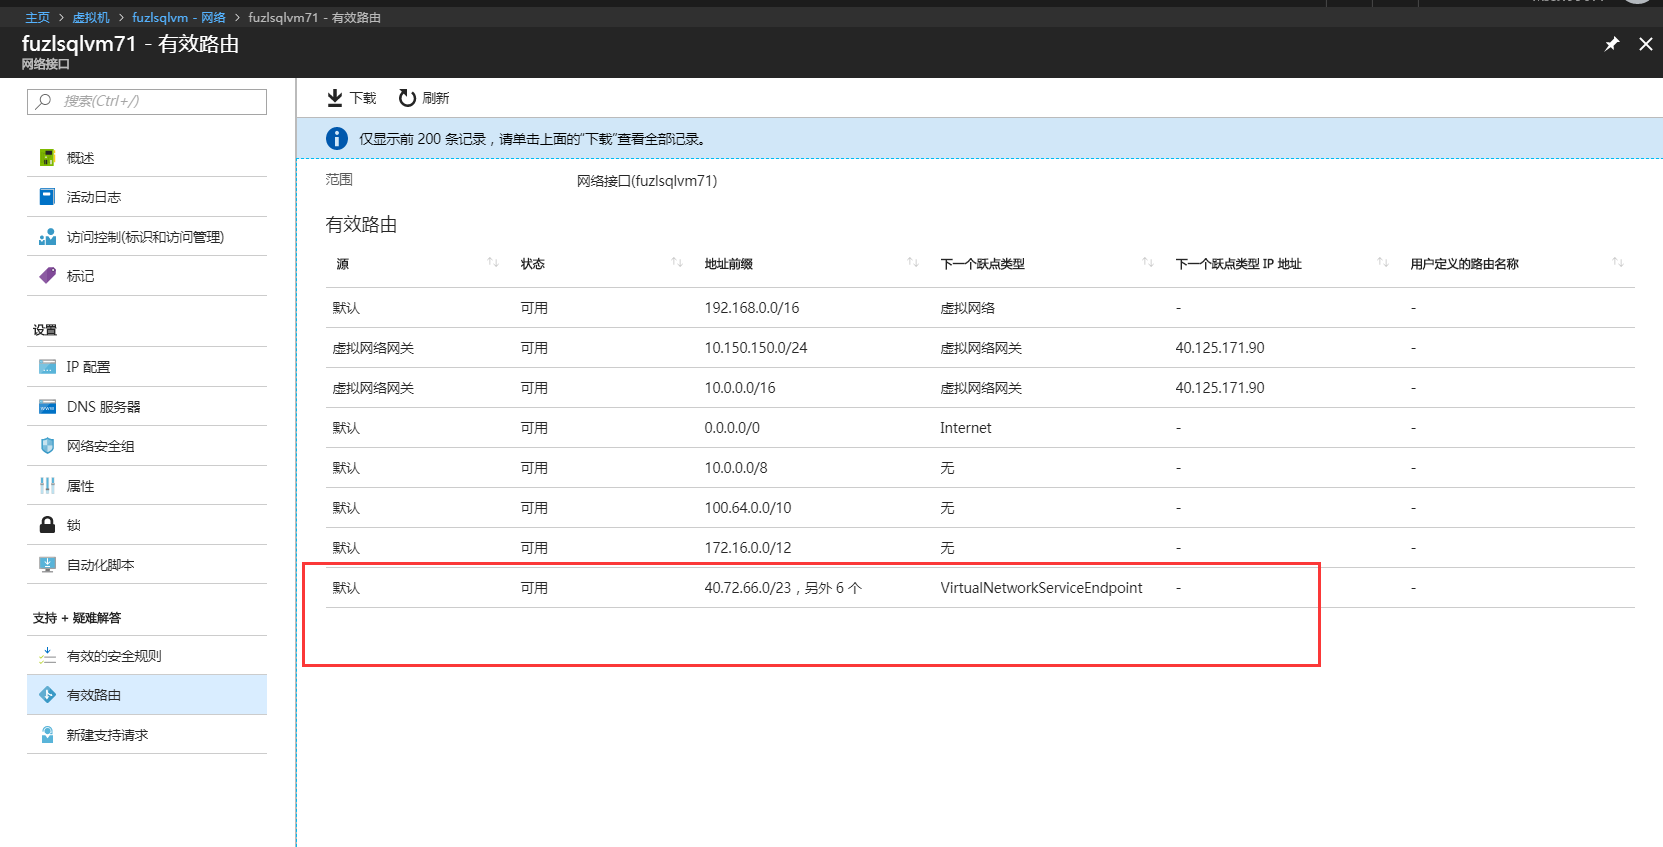 主页 > 虚拟机 > fuzlsqlvm - 网络 > fuzlsqlvm71 - 有效路由
fuzlsqlvm71 - 有效路由
网络接口
搜索(Ctrl+/)
概述
活动日志
访问控制(标识和访问管理)
标记
设置
IP 配置
DNS 服务器
网络安全组
属性
锁
自动化脚本
支持 + 疑难解答
有效的安全规则
有效路由
新建支持请求
下载 刷新
仅显示前 200 条记录，请单击上面的“下载”查看全部记录。
范围 网络接口(fuzlsqlvm71)
有效路由
源 状态 地址前缀 下一个跃点类型 下一个跃点类型 IP 地址 用户定义的路由名称
默认 可用 192.168.0.0/16 虚拟网络 - -
虚拟网络网关 可用 10.150.150.0/24 虚拟网络网关 40.125.171.90 -
虚拟网络网关 可用 10.0.0.0/16 虚拟网络网关 40.125.171.90 -
默认 可用 0.0.0.0/0 Internet - -
默认 可用 10.0.0.0/8 无 - -
默认 可用 100.64.0.0/10 无 - -
默认 可用 172.16.0.0/12 无 - -
默认 可用 40.72.66.0/23，另外 6 个 VirtualNetworkServiceEndpoint - -